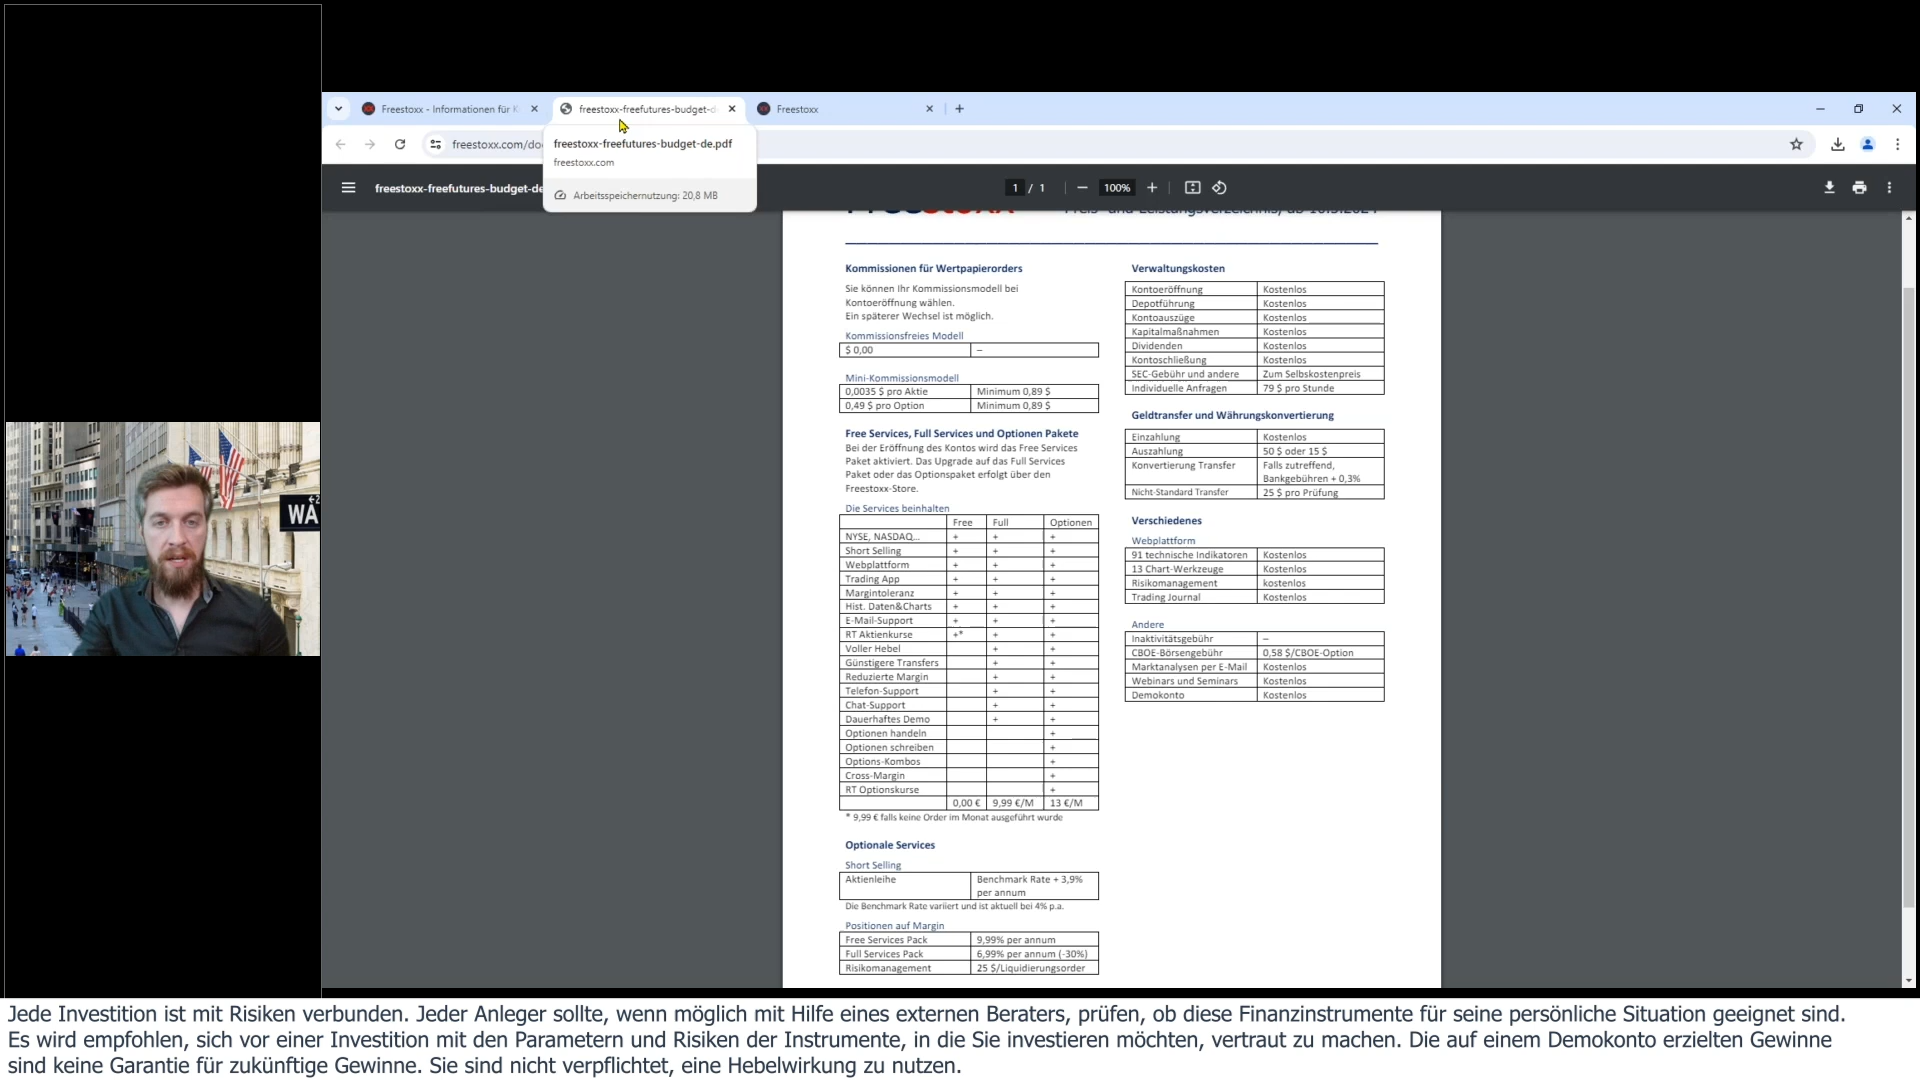 Freestoxx - Informationen für K
freestoxx-freefutures-budget-d
Freestoxx
freestoxx.com/do
freestoxx-freefutures-budget-de.pdf
freestoxx.com
Arbeitsspeichernutzung: 20,8 MB
freestoxx-freefutures-budget-de
1 / 1
100%
Preis- und Leistungsverzeichnis, ab 10.5.2024
Kommissionen für Wertpapierorders
Sie können Ihr Kommissionsmodell bei
Kontoeröffnung wählen.
Ein späterer Wechsel ist möglich.
Kommissionsfreies Modell
$ 0,00 –
Mini-Kommissionsmodell
0,0035 $ pro Aktie Minimum 0,89 $
0,49 $ pro Option Minimum 0,89 $
Free Services, Full Services und Optionen Pakete
Bei der Eröffnung des Kontos wird das Free Services
Paket aktiviert. Das Upgrade auf das Full Services
Paket oder das Optionspaket erfolgt über den
Freestoxx-Store.
Die Services beinhalten
Free Full Optionen
NYSE, NASDAQ... + + +
Short Selling + + +
Webplattform + + +
Trading App + + +
Margintoleranz + + +
Hist. Daten&Charts + + +
E-Mail-Support + + +
RT Aktienkurse +* + +
Voller Hebel + +
Günstigere Transfers + +
Reduzierte Margin + +
Telefon-Support + +
Chat-Support + +
Dauerhaftes Demo + +
Optionen handeln +
Optionen schreiben +
Options-Kombos +
Cross-Margin +
RT Optionskurse +
0,00 € 9,99 €/M 13 €/M
* 9,99 € falls keine Order im Monat ausgeführt wurde
Optionale Services
Short Selling
Aktienleihe Benchmark Rate + 3,9%
per annum
Die Benchmark Rate variiert und ist aktuell bei 4% p.a.
Positionen auf Margin
Free Services Pack 9,99% per annum
Full Services Pack 6,99% per annum (-30%)
Risikomanagement 25 $/Liquidierungsorder
Verwaltungskosten
Kontoeröffnung Kostenlos
Depotführung Kostenlos
Kontoauszüge Kostenlos
Kapitalmaßnahmen Kostenlos
Dividenden Kostenlos
Kontoschließung Kostenlos
SEC-Gebühr und andere Zum Selbskostenpreis
Individuelle Anfragen 79 $ pro Stunde
Geldtransfer und Währungskonvertierung
Einzahlung Kostenlos
Auszahlung 50 $ oder 15 $
Konvertierung Transfer Falls zutreffend,
Bankgebühren + 0,3%
Nicht-Standard Transfer 25 $ pro Prüfung
Verschiedenes
Webplattform
91 technische Indikatoren Kostenlos
13 Chart-Werkzeuge Kostenlos
Risikomanagement kostenlos
Trading Journal Kostenlos
Andere
Inaktivitätsgebühr –
CBOE-Börsengebühr 0,58 $/CBOE-Option
Marktanalysen per E-Mail Kostenlos
Webinars und Seminars Kostenlos
Demokonto Kostenlos
WA
Jede Investition ist mit Risiken verbunden. Jeder Anleger sollte, wenn möglich mit Hilfe eines externen Beraters, prüfen, ob diese Finanzinstrumente für seine persönliche Situation geeignet sind.
Es wird empfohlen, sich vor einer Investition mit den Parametern und Risiken der Instrumente, in die Sie investieren möchten, vertraut zu machen. Die auf einem Demokonto erzielten Gewinne
sind keine Garantie für zukünftige Gewinne. Sie sind nicht verpflichtet, eine Hebelwirkung zu nutzen.